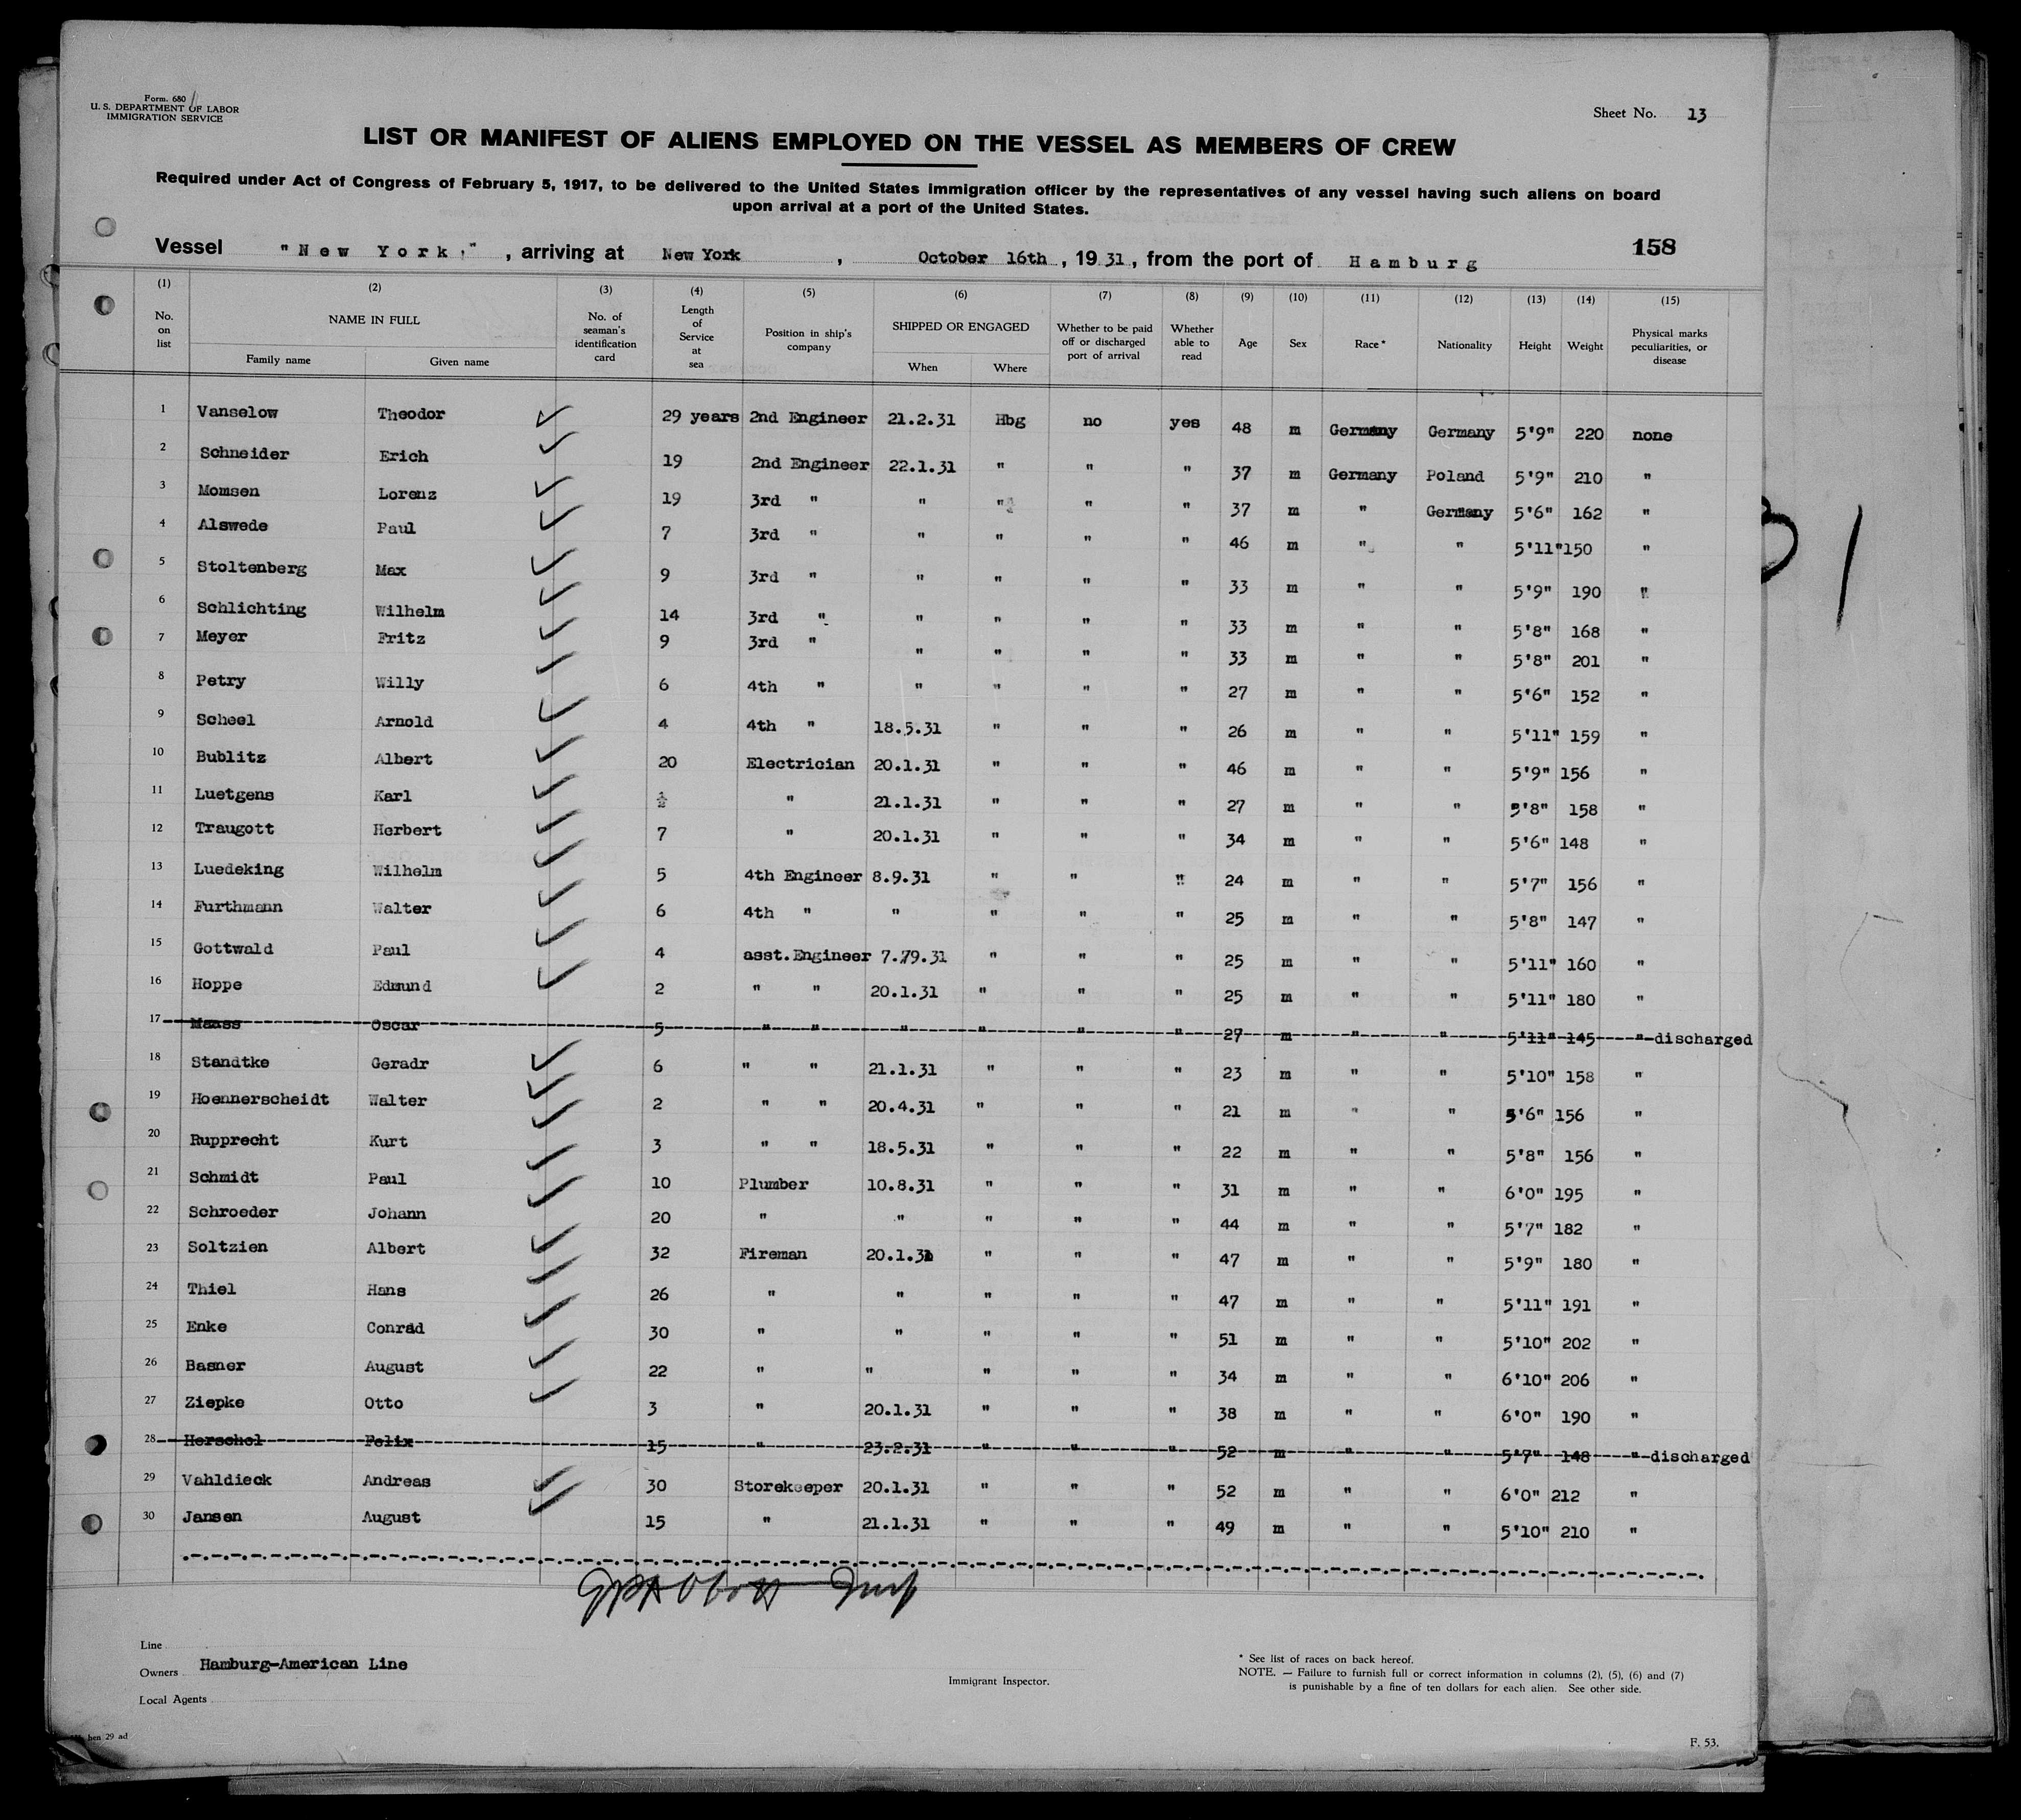 Form. 680
U. S. DEPARTMENT OF LABOR
IMMIGRATION SERVICE
Sheet No. 13
LIST OR MANIFEST OF ALIENS EMPLOYED ON THE VESSEL AS MEMBERS OF CREW
Required under Act of Congress of February 5, 1917, to be delivered to the United States immigration officer by the representatives of any vessel having such aliens on board
upon arrival at a port of the United States.
158
Vessel "New York," , arriving at New York , October 16th , 19 31 , from the port of Hamburg
(1) (2) (3) (4) (5) (6) (7) (8) (9) (10) (11) (12) (13) (14) (15)
No. on list NAME IN FULL Family name Given name No. of seaman's identification card Length of Service at sea Position in ship's company SHIPPED OR ENGAGED When Where Whether to be paid off or discharged port of arrival Whether able to read Age Sex Race* Nationality Height Weight Physical marks peculiarities, or disease
1 Vanselow Theodor 29 years 2nd Engineer 21.2.31 Hbg no yes 48 m Germany Germany 5'9" 220 none
2 Schneider Erich 19 2nd Engineer 22.1.31 " " " 37 m Germany Poland 5'9" 210 "
3 Momsen Lorenz 19 3rd " " " " " 37 m " Germany 5'6" 162 "
4 Alswede Paul 7 3rd " " " " " 46 m " " 5'11" 150 "
5 Stoltenberg Max 9 3rd " " " " " 33 m " " 5'9" 190 "
6 Schlichting Wilhelm 14 3rd " " " " " 33 m " " 5'8" 168 "
7 Meyer Fritz 9 3rd " " " " " 33 m " " 5'8" 201 "
8 Petry Willy 6 4th " " " " " 27 m " " 5'6" 152 "
9 Scheel Arnold 4 4th " 18.5.31 " " " 26 m " " 5'11" 159 "
10 Bublitz Albert 20 Electrician 20.1.31 " " " 46 m " " 5'9" 156 "
11 Luetgens Karl ½ " 21.1.31 " " " 27 m " " 5'8" 158 "
12 Traugott Herbert 7 " 20.1.31 " " " 34 m " " 5'6" 148 "
13 Luedeking Wilhelm 5 4th Engineer 8.9.31 " " " 24 m " " 5'7" 156 "
14 Furthmann Walter 6 4th " " " " " 25 m " " 5'8" 147 "
15 Gottwald Paul 4 asst.Engineer " " " 25 m " " 5'11" 160 "
16 Hoppe Edmund 2 " " 20.1.31 " " " 25 m " " 5'11" 180 "
17 Maass Oscar 5 " " " " " " 27 m " " 5'11" 145 " discharged
18 Standtke Geradr 6 " " 21.1.31 " " " 23 m " " 5'10" 158 "
19 Hoennerscheidt Walter 2 " " 20.4.31 " " " 21 m " " 5'6" 156 "
20 Rupprecht Kurt 3 " " 18.5.31 " " " 22 m " " 5'8" 156 "
21 Schmidt Paul 10 Plumber 10.8.31 " " " 31 m " " 6'0" 195 "
22 Schroeder Johann 20 " " " " " 44 m " " 5'7" 182 "
23 Soltzien Albert 32 Fireman 20.1.31 " " " 47 m " " 5'9" 180 "
24 Thiel Hans 26 " " " " " 47 m " " 5'11" 191 "
25 Enke Conrad 30 " " " " " 51 m " " 5'10" 202 "
26 Basner August 22 " " " " " 34 m " " 6'10" 206 "
27 Ziepke Otto 3 " 20.1.31 " " " 38 m " " 6'0" 190 "
28 Herschel Felix 15 " 23.2.31 " " " 52 m " " 5'7" 148 " discharged
29 Vahldieck Andreas 30 Storekeeper 20.1.31 " " " 52 m " " 6'0" 212 "
30 Jansen August 15 " 21.1.31 " " " 49 m " " 5'10" 210 "
Line
Owners Hamburg-American Line
Local Agents
Immigrant Inspector.
* See list of races on back hereof.
NOTE. — Failure to furnish full or correct information in columns (2), (5), (6) and (7)
is punishable by a fine of ten dollars for each alien. See other side.
hen 29 ad
F. 53.